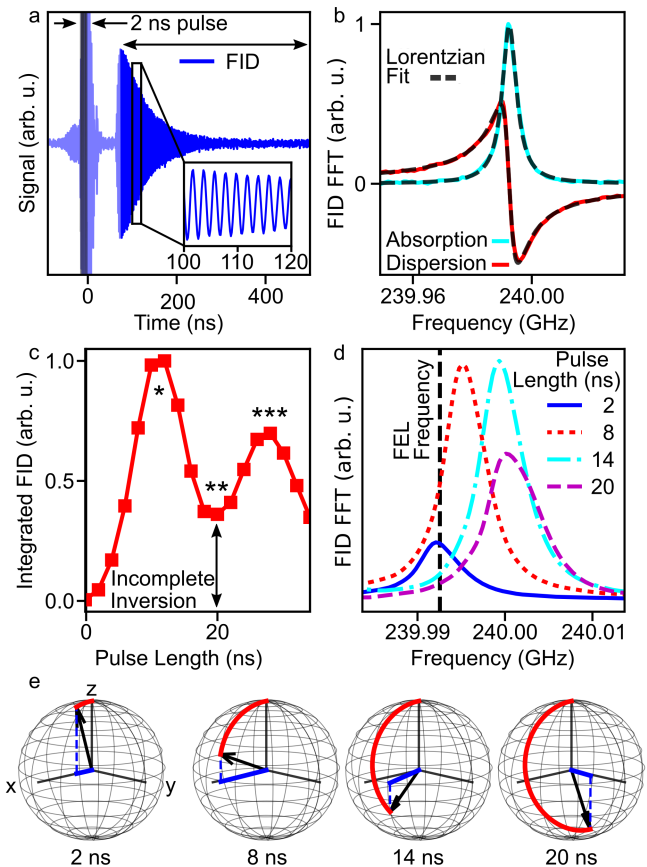 a
2 ns pulse
FID
Signal (arb. u.)
100
110
120
0
200
400
Time (ns)
b
Lorentzian
Fit
FID FFT (arb. u.)
1
0
Absorption
Dispersion
239.96
240.00
Frequency (GHz)
c
Integrated FID (arb. u.)
1.0
0.5
0.0
*
**
***
Incomplete
Inversion
0
20
Pulse Length (ns)
d
Pulse
Length (ns)
2
8
14
20
FEL
Frequency
FID FFT (arb. u.)
239.99
240.00
240.01
Frequency (GHz)
e
z
x
y
2 ns
8 ns
14 ns
20 ns